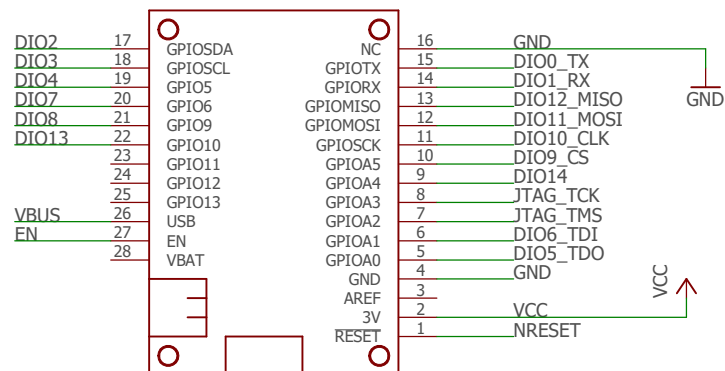 16 GND
DIO2 17 GPIOSDA NC
DIO3 18 GPIOSCL GPIOTX 15 DIO0_TX
DIO4 19 GPIO5 GPIORX 14 DIO1_RX
DIO7 20 GPIO6 GPIOMISO 13 DIO12_MISO GND
DIO8 21 GPIO9 GPIOMOSI 12 DIO11_MOSI
DIO13 22 GPIO10 GPIOSCK 11 DIO10_CLK
23 GPIO11 GPIOA5 10 DIO9_CS
24 GPIO12 GPIOA4 9 DIO14
25 GPIO13 GPIOA3 8 JTAG_TCK
VBUS 26 USB GPIOA2 7 JTAG_TMS
EN 27 EN GPIOA1 6 DIO6_TDI
28 VBAT GPIOA0 5 DIO5_TDO
GND 4 GND
AREF 3 VCC
3V 2 VCC
RESET 1 NRESET